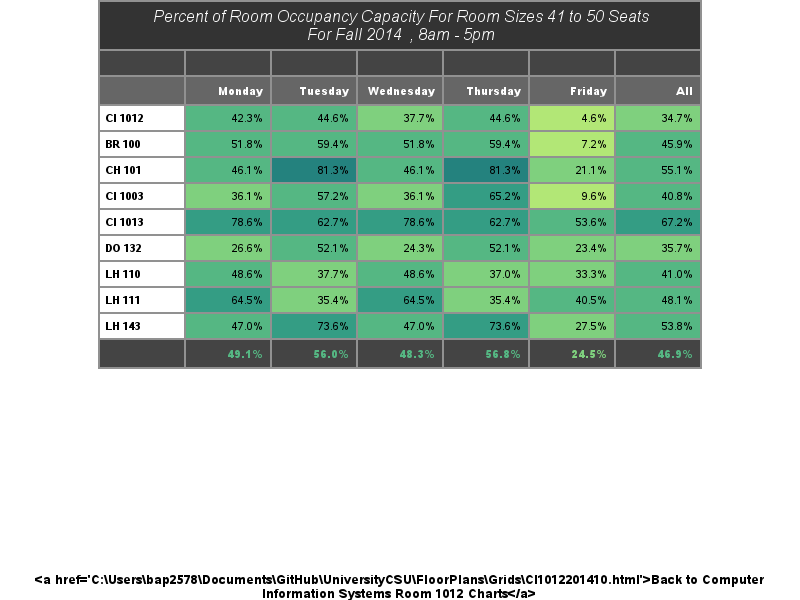 Percent of Room Occupancy Capacity For Room Sizes 41 to 50 Seats
For Fall 2014 , 8am - 5pm
Monday Tuesday Wednesday Thursday Friday All
CI 1012 42.3% 44.6% 37.7% 44.6% 4.6% 34.7%
BR 100 51.8% 59.4% 51.8% 59.4% 7.2% 45.9%
CH 101 46.1% 81.3% 46.1% 81.3% 21.1% 55.1%
CI 1003 36.1% 57.2% 36.1% 65.2% 9.6% 40.8%
CI 1013 78.6% 62.7% 78.6% 62.7% 53.6% 67.2%
DO 132 26.6% 52.1% 24.3% 52.1% 23.4% 35.7%
LH 110 48.6% 37.7% 48.6% 37.0% 33.3% 41.0%
LH 111 64.5% 35.4% 64.5% 35.4% 40.5% 48.1%
LH 143 47.0% 73.6% 47.0% 73.6% 27.5% 53.8%
49.1% 56.0% 48.3% 56.8% 24.5% 46.9%
<a href='C:\Users\bap2578\Documents\GitHub\UniversityCSU\FloorPlans\Grids\CI1012201410.html'>Back to Computer
Information Systems Room 1012 Charts</a>